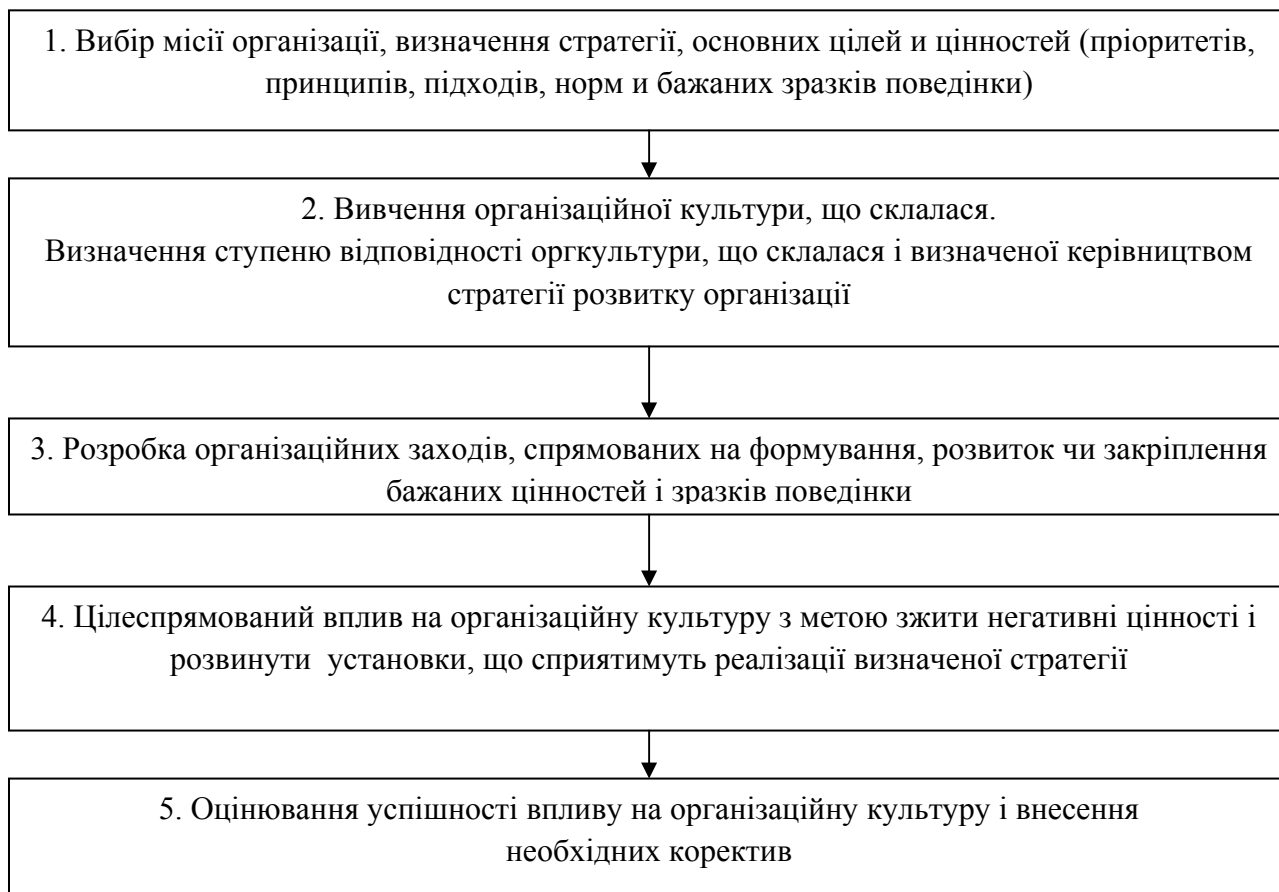 1. Вибір місії організації, визначення стратегії, основних цілей и цінностей (пріоритетів,
принципів, підходів, норм и бажаних зразків поведінки)
2. Вивчення організаційної культури, що склалася.
Визначення ступеню відповідності оргкультури, що склалася і визначеної керівництвом
стратегії розвитку організації
3. Розробка організаційних заходів, спрямованих на формування, розвиток чи закріплення
бажаних цінностей і зразків поведінки
4. Цілеспрямований вплив на організаційну культуру з метою зжити негативні цінності і
розвинути установки, що сприятимуть реалізації визначеної стратегії
5. Оцінювання успішності впливу на організаційну культуру і внесення
необхідних коректив